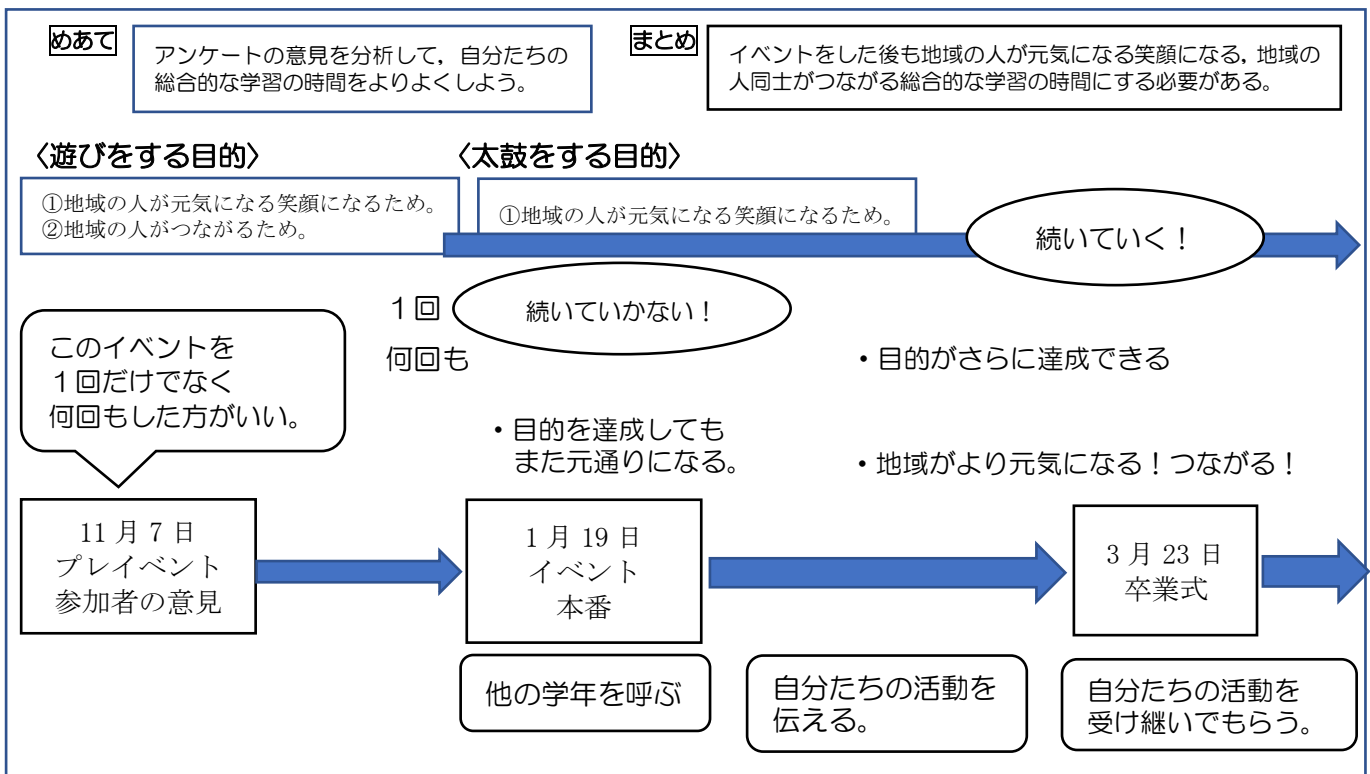 めあて
アンケートの意見を分析して，自分たちの
総合的な学習の時間をよりよくしよう。
まとめ
イベントをした後も地域の人が元気になる笑顔になる，地域の
人同士がつながる総合的な学習の時間にする必要がある。
〈遊びをする目的〉
①地域の人が元気になる笑顔になるため。
②地域の人がつながるため。
〈太鼓をする目的〉
①地域の人が元気になる笑顔になるため。
続いていく！
１回
続いていかない！
何回も
このイベントを
１回だけでなく
何回もした方がいい。
・目的がさらに達成できる
・目的を達成しても
また元通りになる。
・地域がより元気になる！つながる！
11月7日
プレイベント
参加者の意見
1月19日
イベント
本番
3月23日
卒業式
他の学年を呼ぶ
自分たちの活動を
伝える。
自分たちの活動を
受け継いでもらう。